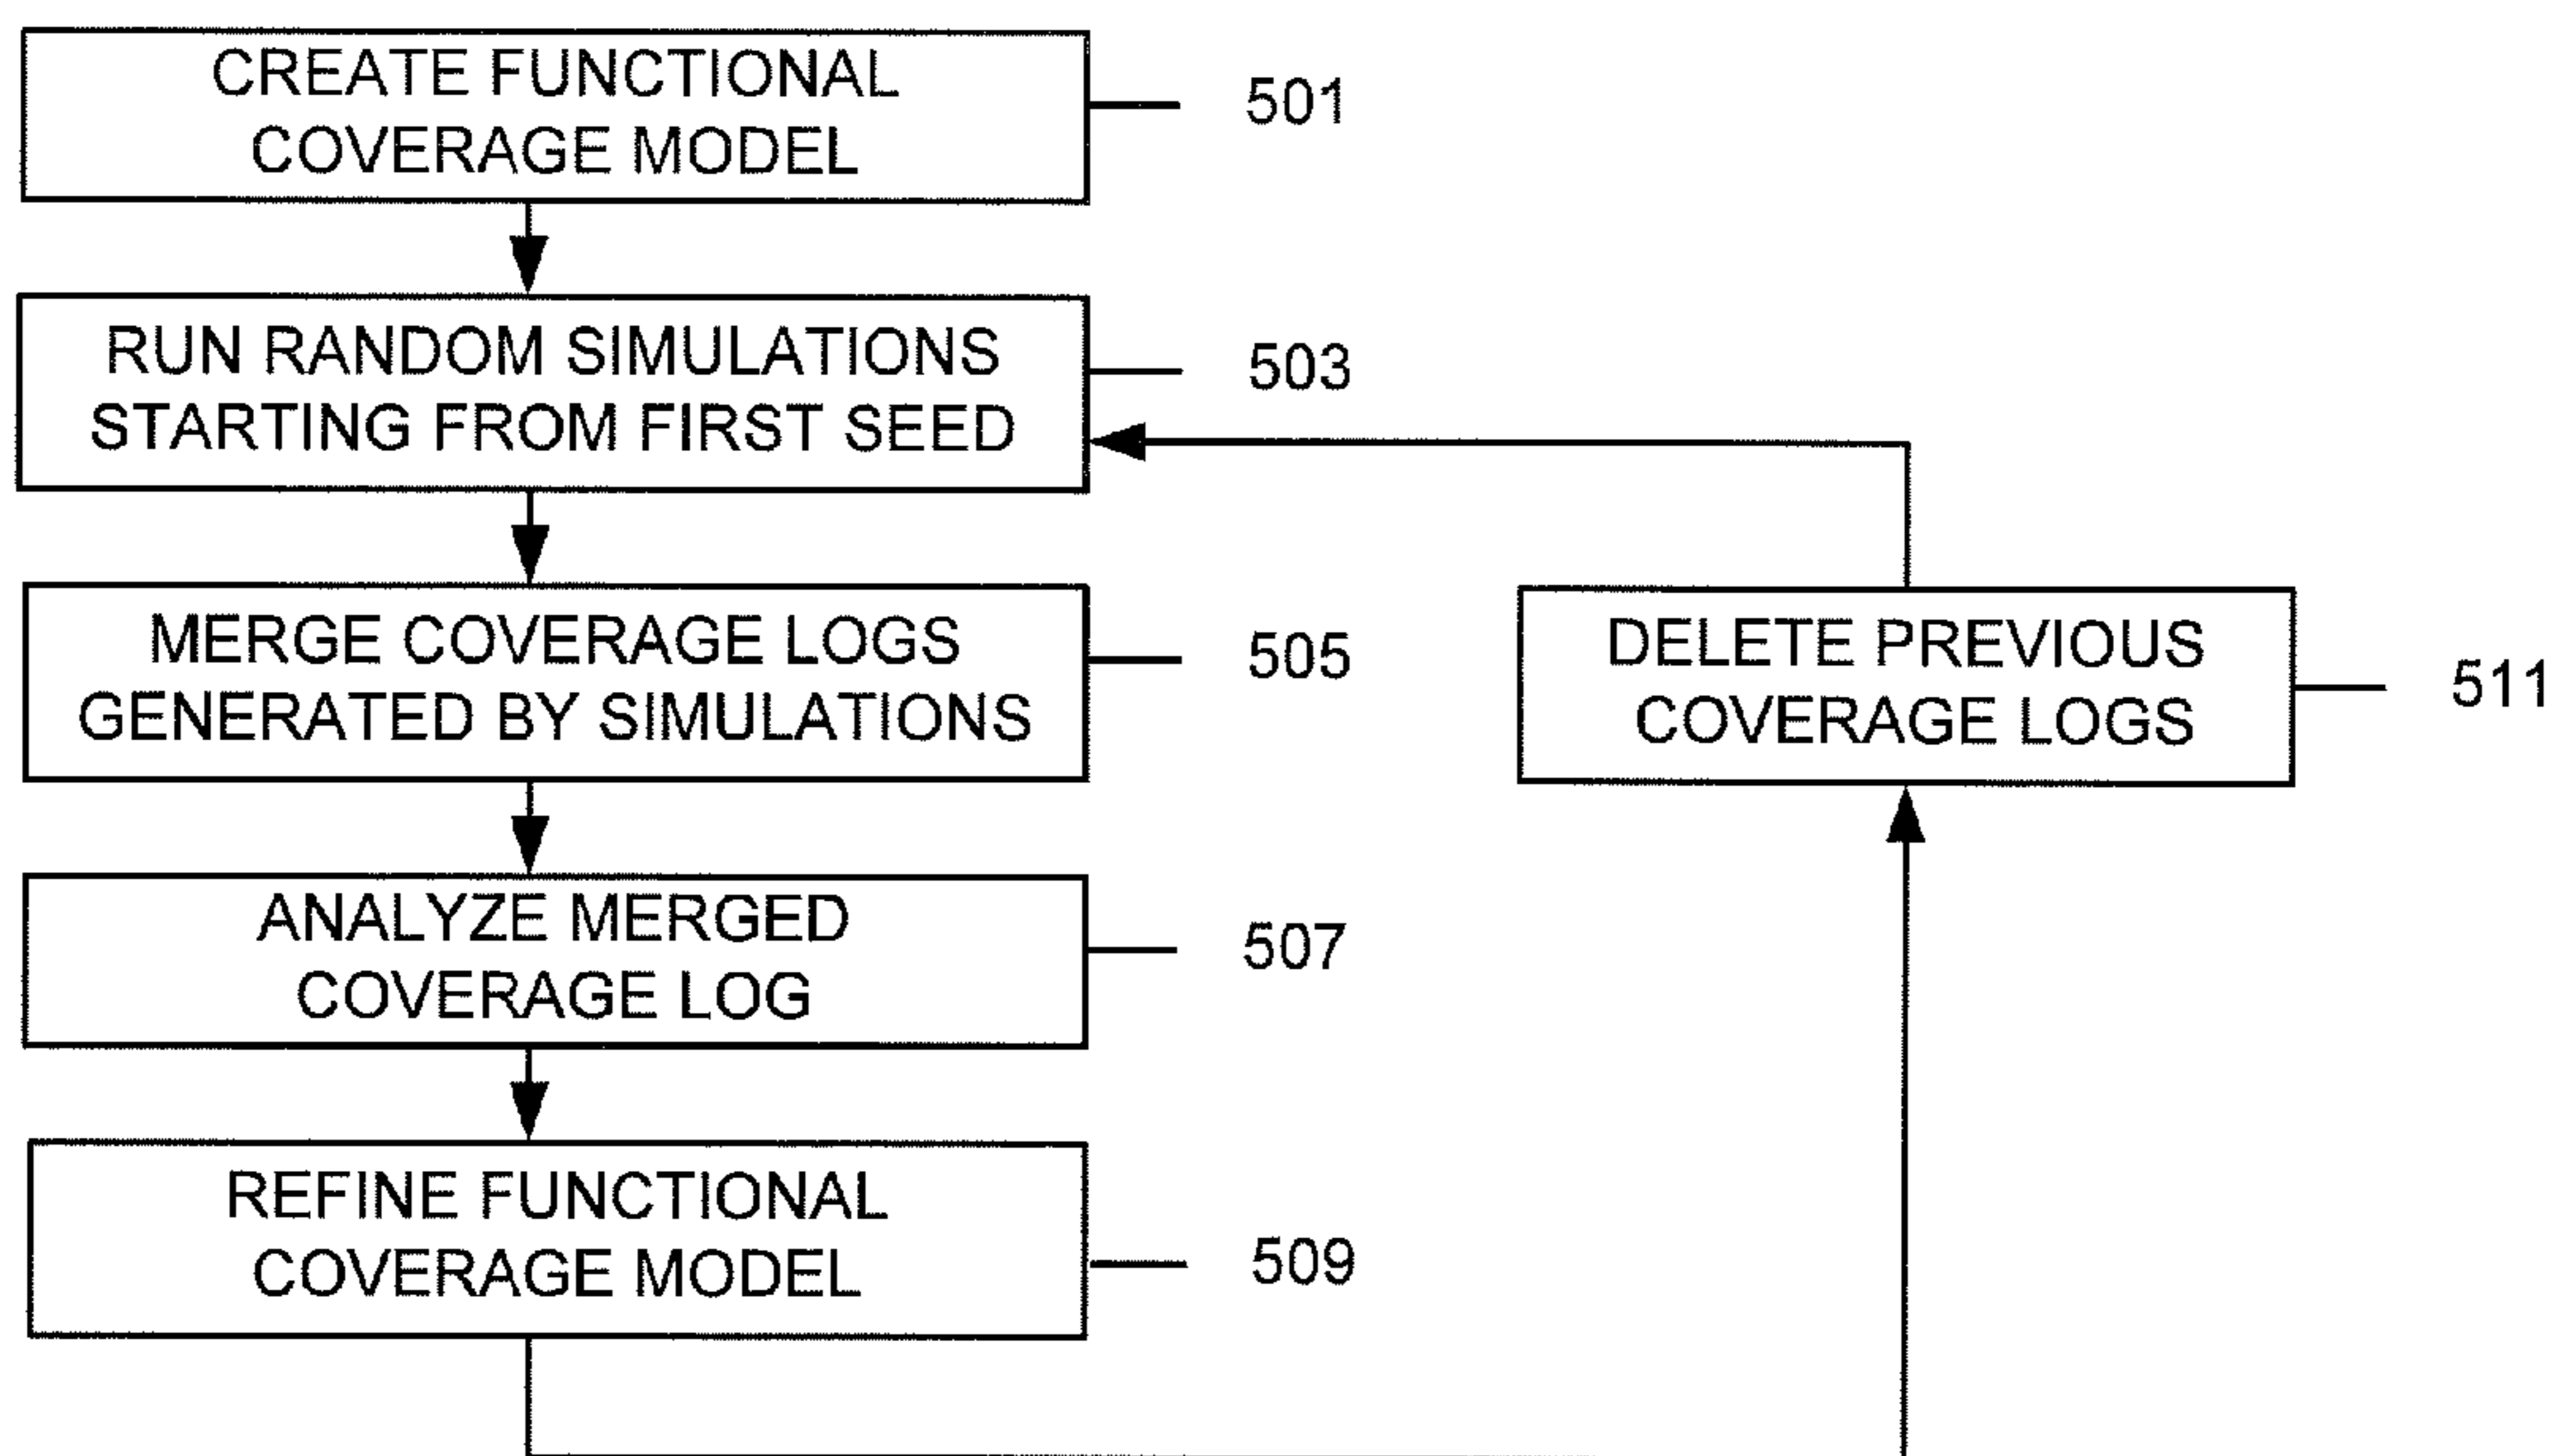 CREATE FUNCTIONAL
COVERAGE MODEL
501
RUN RANDOM SIMULATIONS
STARTING FROM FIRST SEED
503
MERGE COVERAGE LOGS
GENERATED BY SIMULATIONS
505
DELETE PREVIOUS
COVERAGE LOGS
511
ANALYZE MERGED
COVERAGE LOG
507
REFINE FUNCTIONAL
COVERAGE MODEL
509